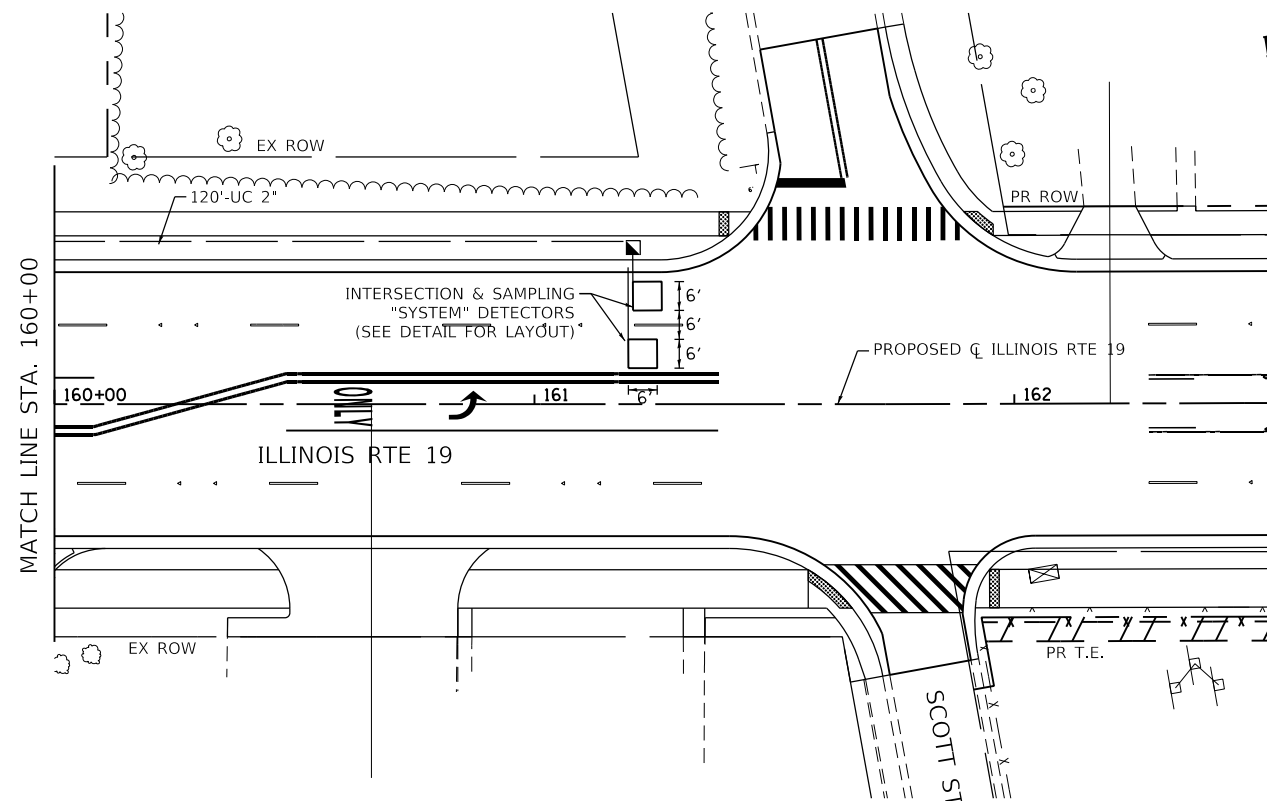 EX ROW
120'-UC 2"
PR ROW
MATCH LINE STA. 160+00
INTERSECTION & SAMPLING
"SYSTEM" DETECTORS
(SEE DETAIL FOR LAYOUT)
6'
6'
6'
6'
PROPOSED ℄ ILLINOIS RTE 19
160+00
161
162
ONLY
ILLINOIS RTE 19
EX ROW
PR T.E.
SCOTT ST